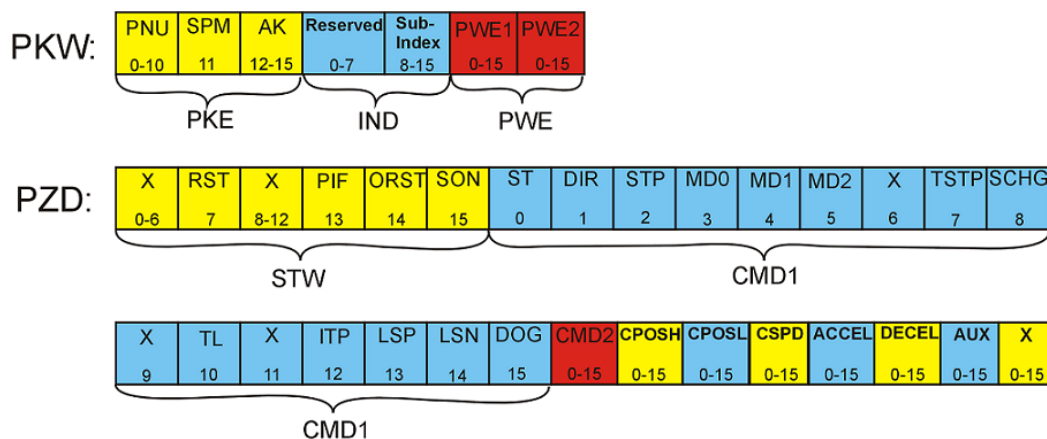 PKW: PNU SPM AK Reserved Sub-Index PWE1 PWE2
0-10 11 12-15 0-7 8-15 0-15 0-15
PKE IND PWE
PZD: X RST X PIF ORST SON ST DIR STP MD0 MD1 MD2 X TSTP SCHG
0-6 7 8-12 13 14 15 0 1 2 3 4 5 6 7 8
STW CMD1
X TL X ITP LSP LSN DOG CMD2 CPOSH CPOSL CSPD ACCEL DECEL AUX X
9 10 11 12 13 14 15 0-15 0-15 0-15 0-15 0-15 0-15 0-15 0-15
CMD1